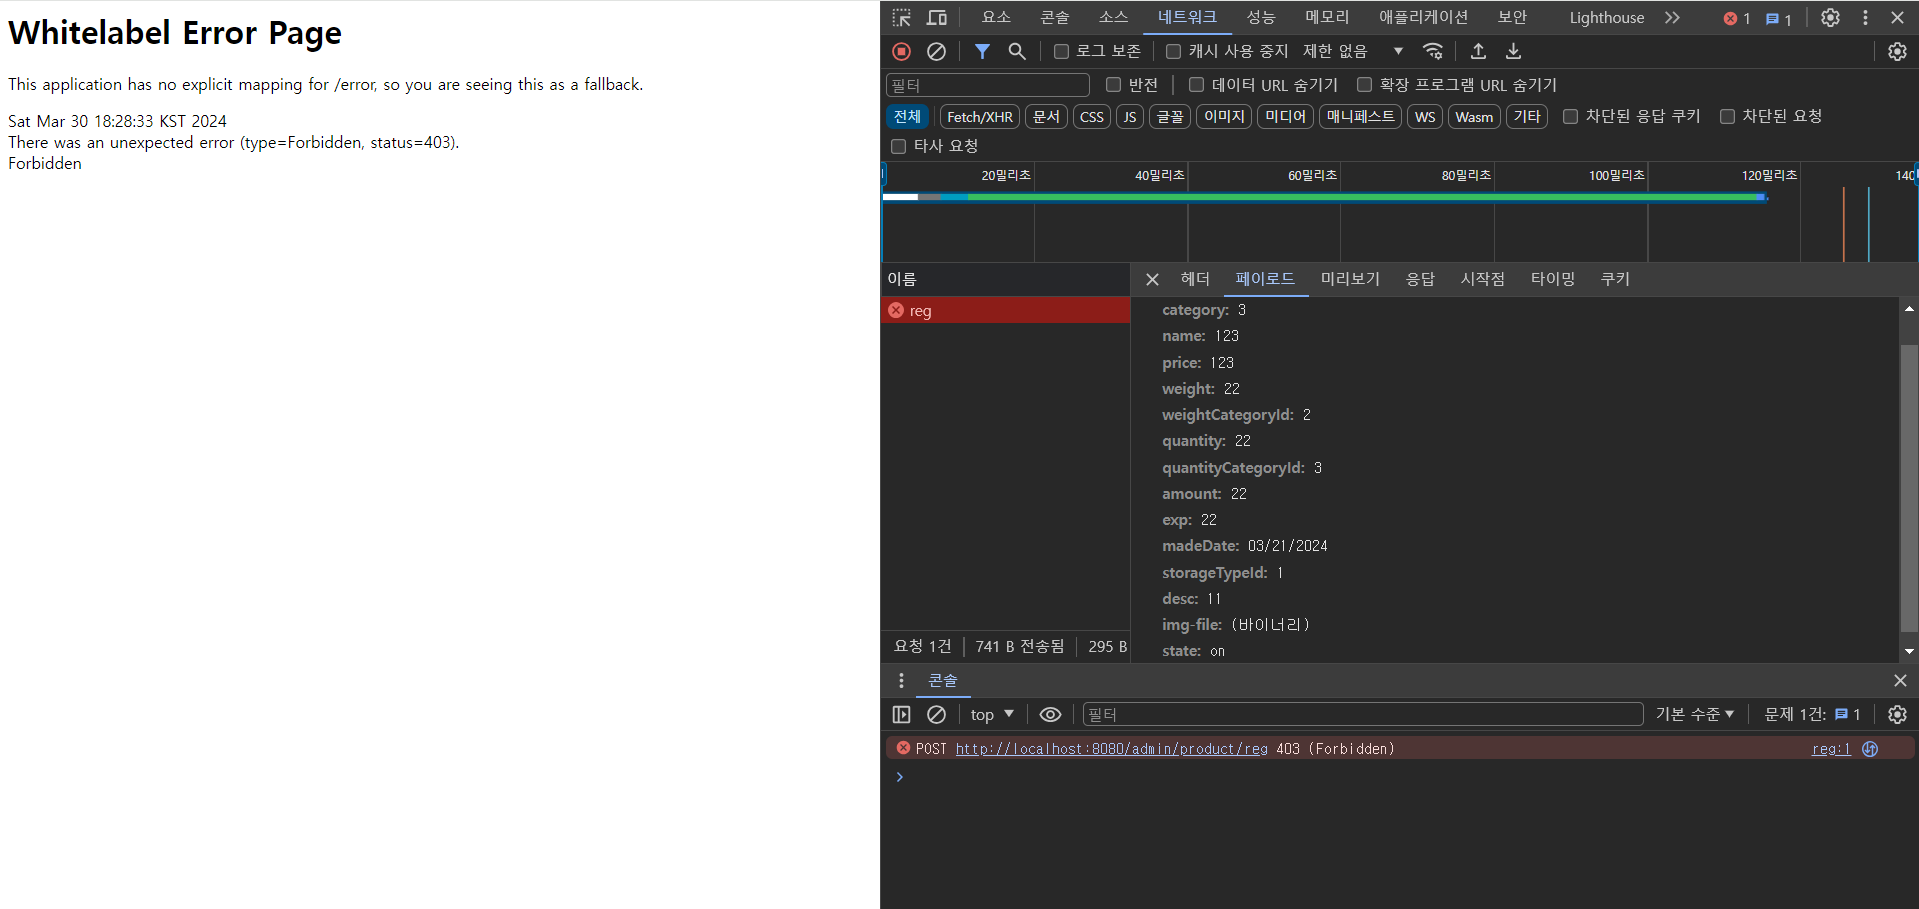 Whitelabel Error Page
This application has no explicit mapping for /error, so you are seeing this as a fallback.
Sat Mar 30 18:28:33 KST 2024
There was an unexpected error (type=Forbidden, status=403).
Forbidden
요소 콘솔 소스 네트워크 성능 메모리 애플리케이션 보안 Lighthouse 1 1
로그 보존 캐시 사용 중지 제한 없음
필터 반전 데이터 URL 숨기기 확장 프로그램 URL 숨기기
전체 Fetch/XHR 문서 CSS JS 글꼴 이미지 미디어 매니페스트 WS Wasm 기타 차단된 응답 쿠키 차단된 요청
타사 요청
20밀리초 40밀리초 60밀리초 80밀리초 100밀리초 120밀리초 140
이름 헤더 페이로드 미리보기 응답 시작점 타이밍 쿠키
reg
category: 3
name: 123
price: 123
weight: 22
weightCategoryId: 2
quantity: 22
quantityCategoryId: 3
amount: 22
exp: 22
madeDate: 03/21/2024
storageTypeId: 1
desc: 11
img-file: (바이너리)
state: on
요청 1건 741 B 전송됨 295 B
콘솔
top 필터 기본 수준 문제 1건: 1
POST http://localhost:8080/admin/product/reg 403 (Forbidden) reg:1